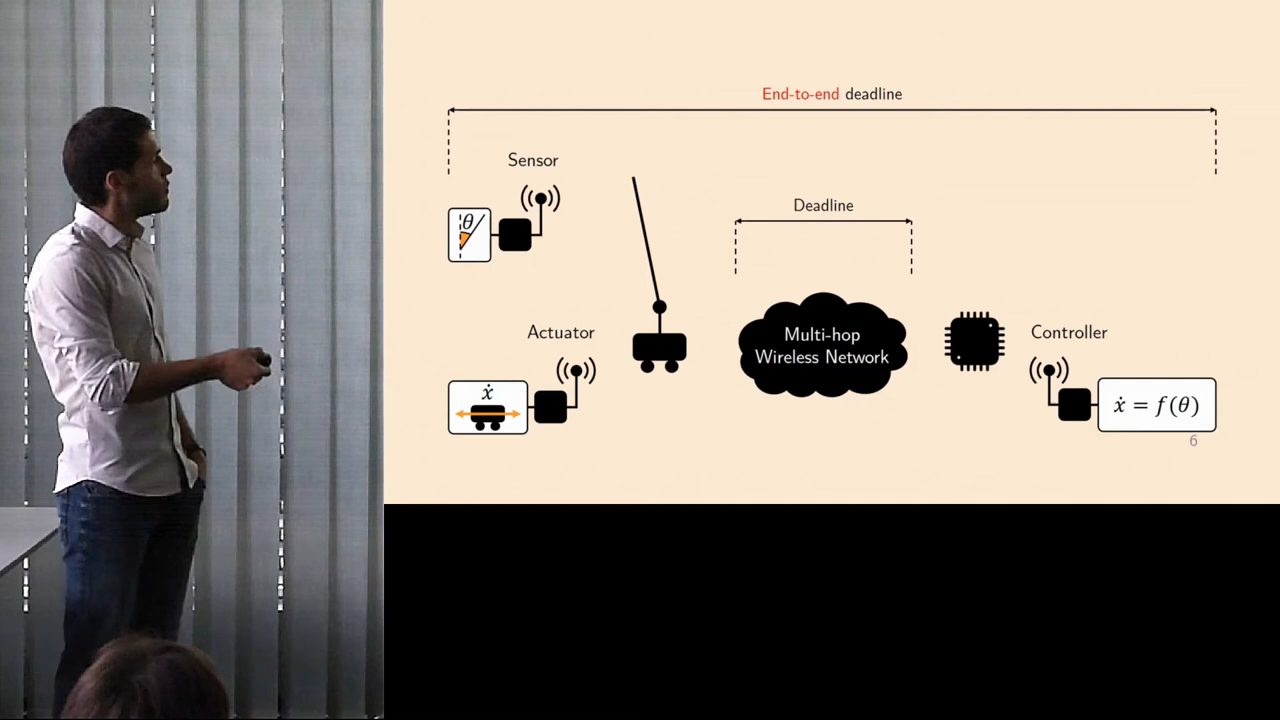 End-to-end deadline
Sensor
θ
Deadline
Actuator
ẋ
Multi-hop
Wireless Network
Controller
ẋ = f(θ)
6